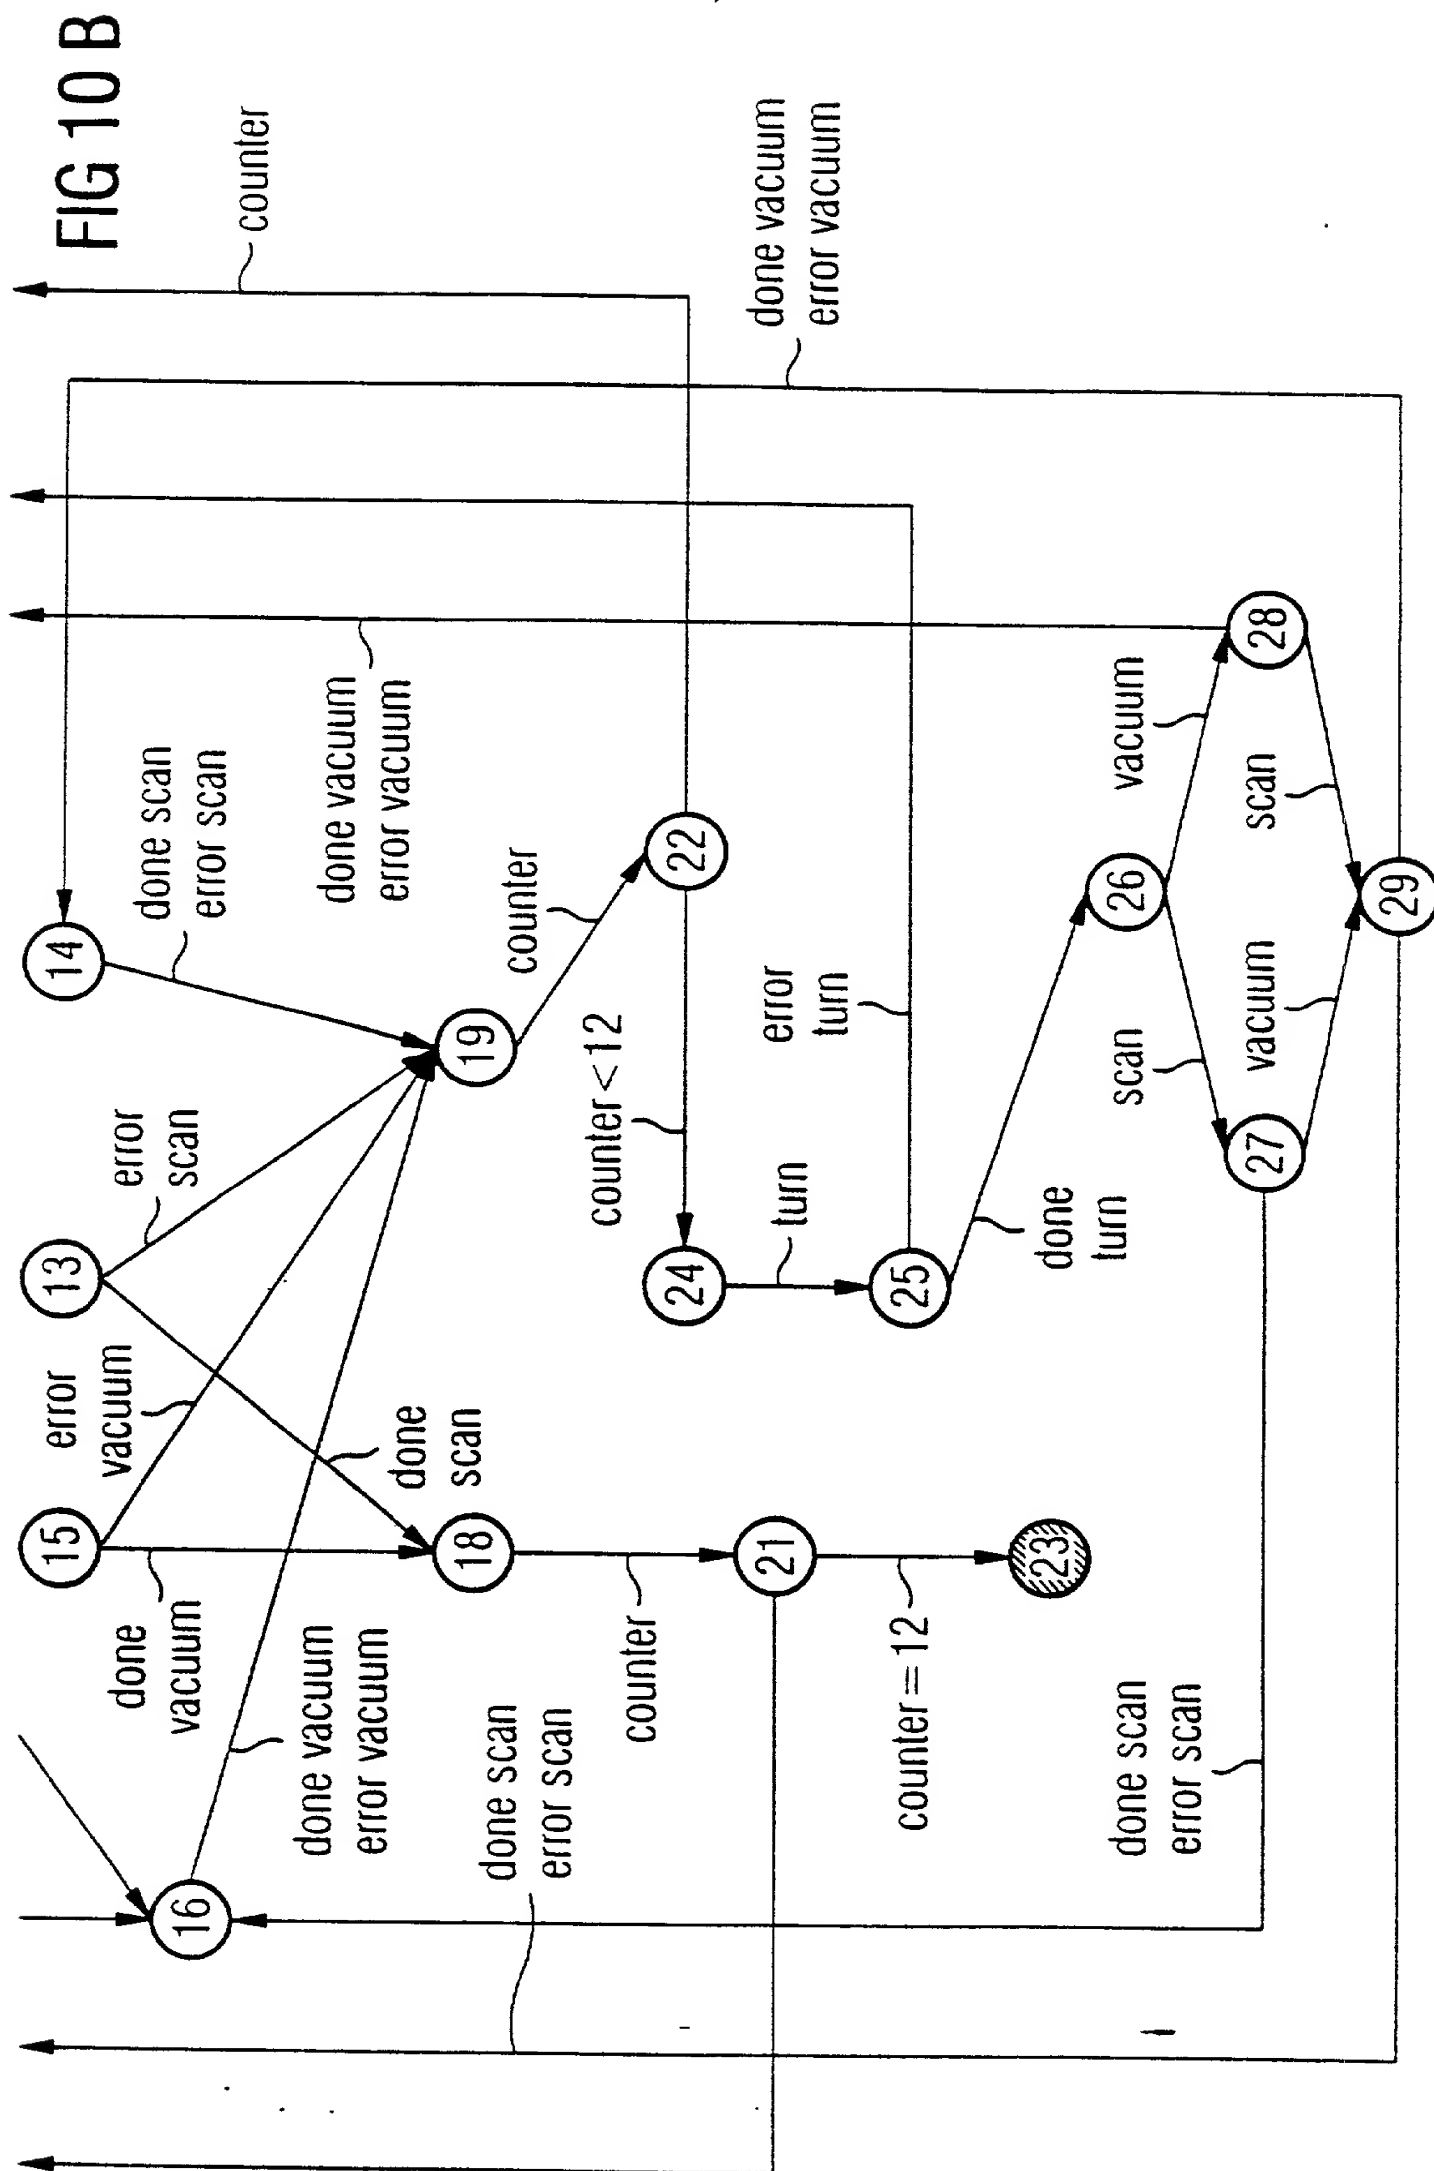 FIG 10 B
counter
done vacuum
error vacuum
14
done scan
error scan
done vacuum
error vacuum
13
error
scan
19
counter
22
28
vacuum
scan
15
error
vacuum
done
scan
counter<12
error
turn
26
29
24
turn
25
done
turn
scan
vacuum
27
done
vacuum
18
counter
21
counter=12
23
16
done vacuum
error vacuum
done scan
error scan
done scan
error scan